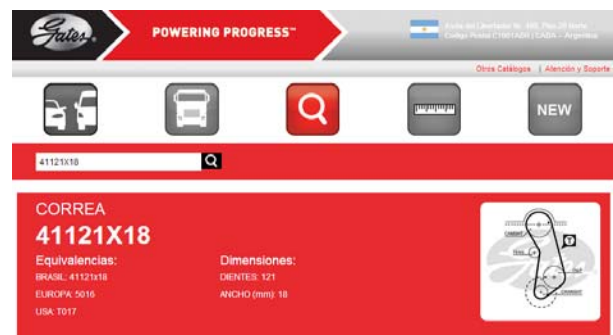 Gates
POWERING PROGRESS™
Otros Catálogos | Atención y Soporte
NEW
41121X18
CORREA
41121X18
Equivalencias:
BRASIL: 41121x18
EUROPA: 5016
USA: T017
Dimensiones:
DIENTES: 121
ANCHO (mm): 18